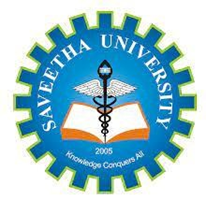 SAVEETHA UNIVERSITY
2005
Knowledge Conquers All